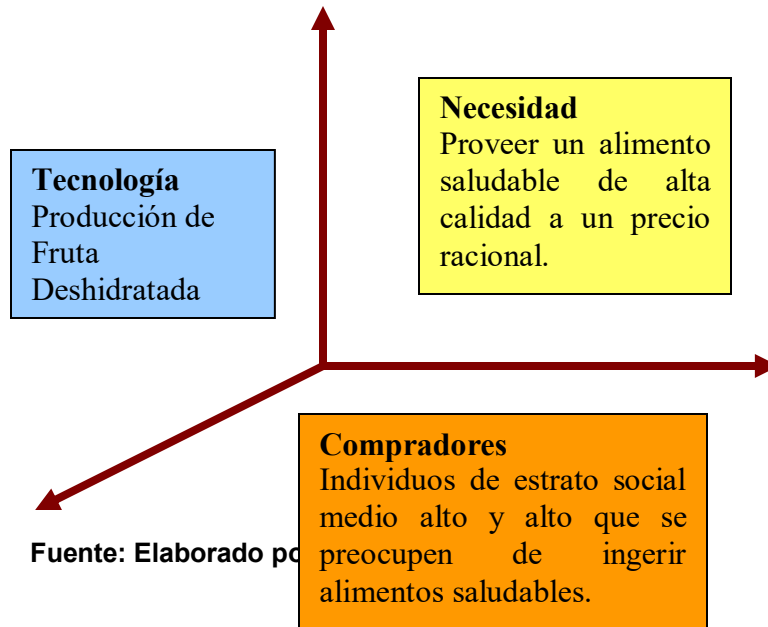 Necesidad
Proveer un alimento
saludable de alta
calidad a un precio
racional.
Tecnología
Producción de
Fruta
Deshidratada
Compradores
Individuos de estrato social
medio alto y alto que se
preocupen de ingerir
alimentos saludables.
Fuente: Elaborado